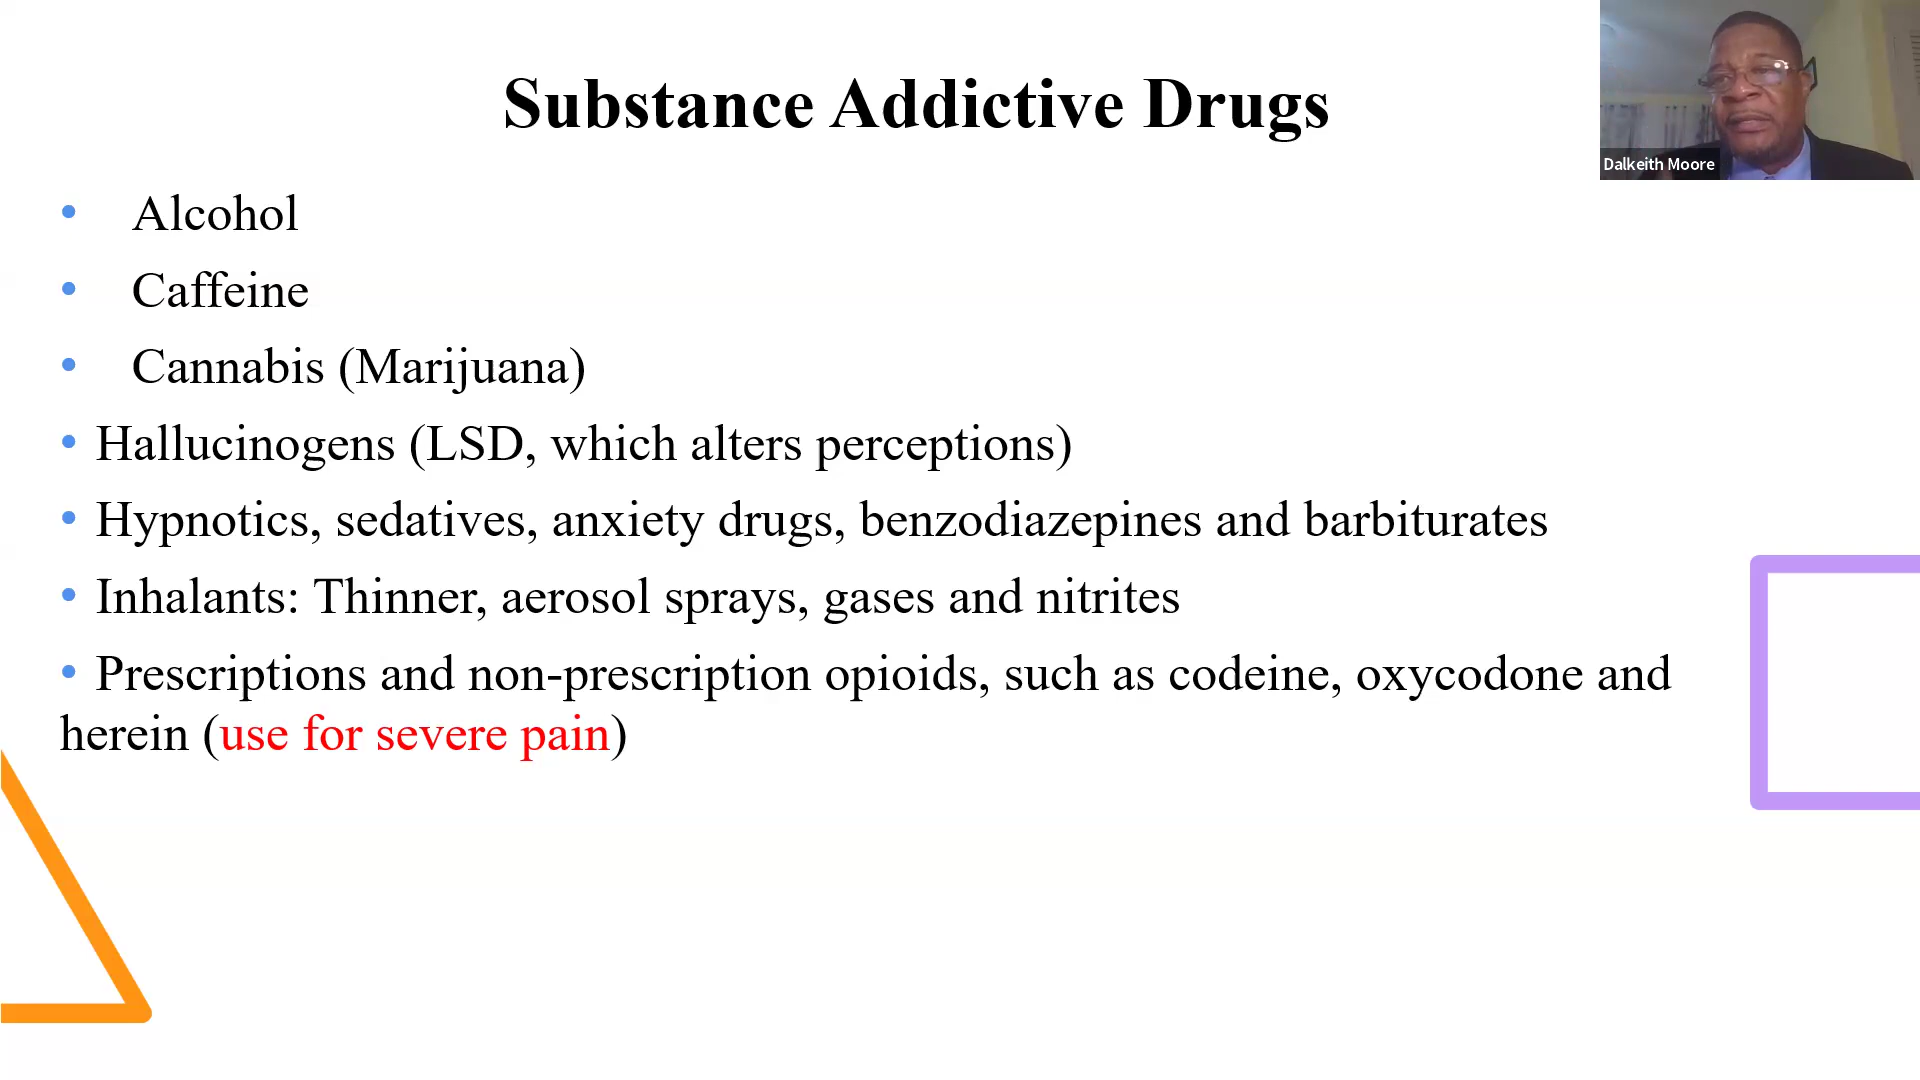 Substance Addictive Drugs
Dalkeith Moore
• Alcohol
• Caffeine
• Cannabis (Marijuana)
• Hallucinogens (LSD, which alters perceptions)
• Hypnotics, sedatives, anxiety drugs, benzodiazepines and barbiturates
• Inhalants: Thinner, aerosol sprays, gases and nitrites
• Prescriptions and non-prescription opioids, such as codeine, oxycodone and
herein (use for severe pain)